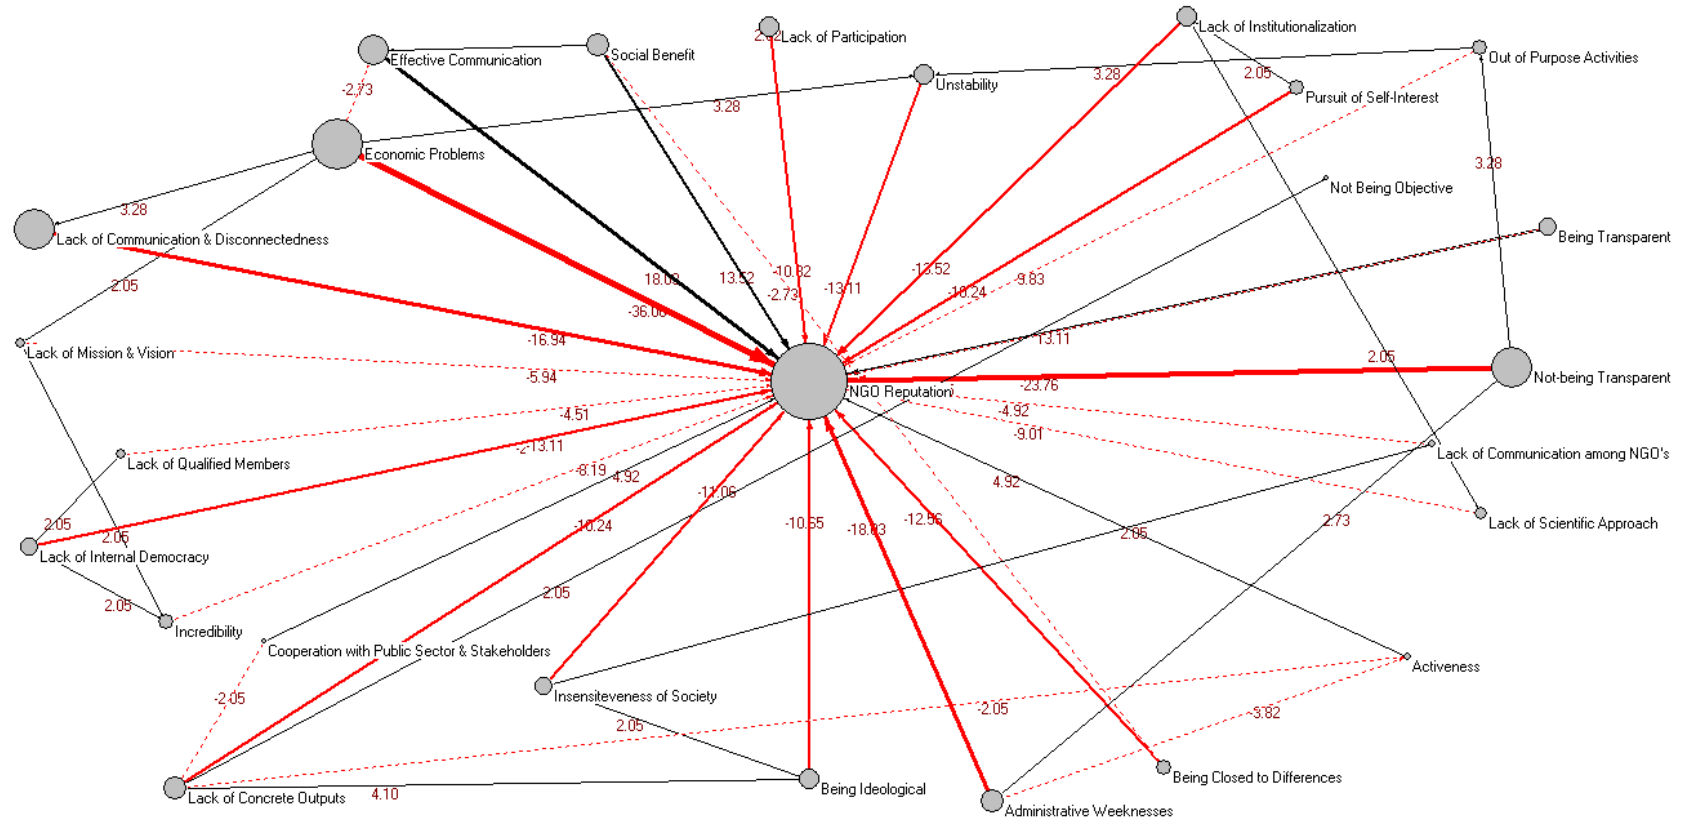 Lack of Institutionalization
Lack of Participation
Social Benefit
Effective Communication
Out of Purpose Activities
-2.73
3.28
3.28
2.05
Unstability
Pursuit of Self-Interest
Economic Problems
3.28
Not Being Objective
3.28
Lack of Communication & Disconnectedness
Being Transparent
2.05
13.52
-10.82
-13.11
-13.52
-10.24
-9.83
-2.73
-16.94
13.11
Lack of Mission & Vision
2.05
-5.94
-23.76
Not-being Transparent
NGO Reputation
-4.51
-4.92
-9.01
-13.11
Lack of Communication among NGO's
Lack of Qualified Members
-8.19
4.92
4.92
-11.06
2.05
-10.24
-10.65
-18.03
-12.56
2.73
Lack of Scientific Approach
2.05
2.05
Lack of Internal Democracy
2.05
2.05
Incredibility
Cooperation with Public Sector & Stakeholders
Activeness
-2.05
Insensiteveness of Society
-2.05
-3.82
2.05
Being Closed to Differences
Lack of Concrete Outputs
4.10
Being Ideological
Administrative Weeknesses